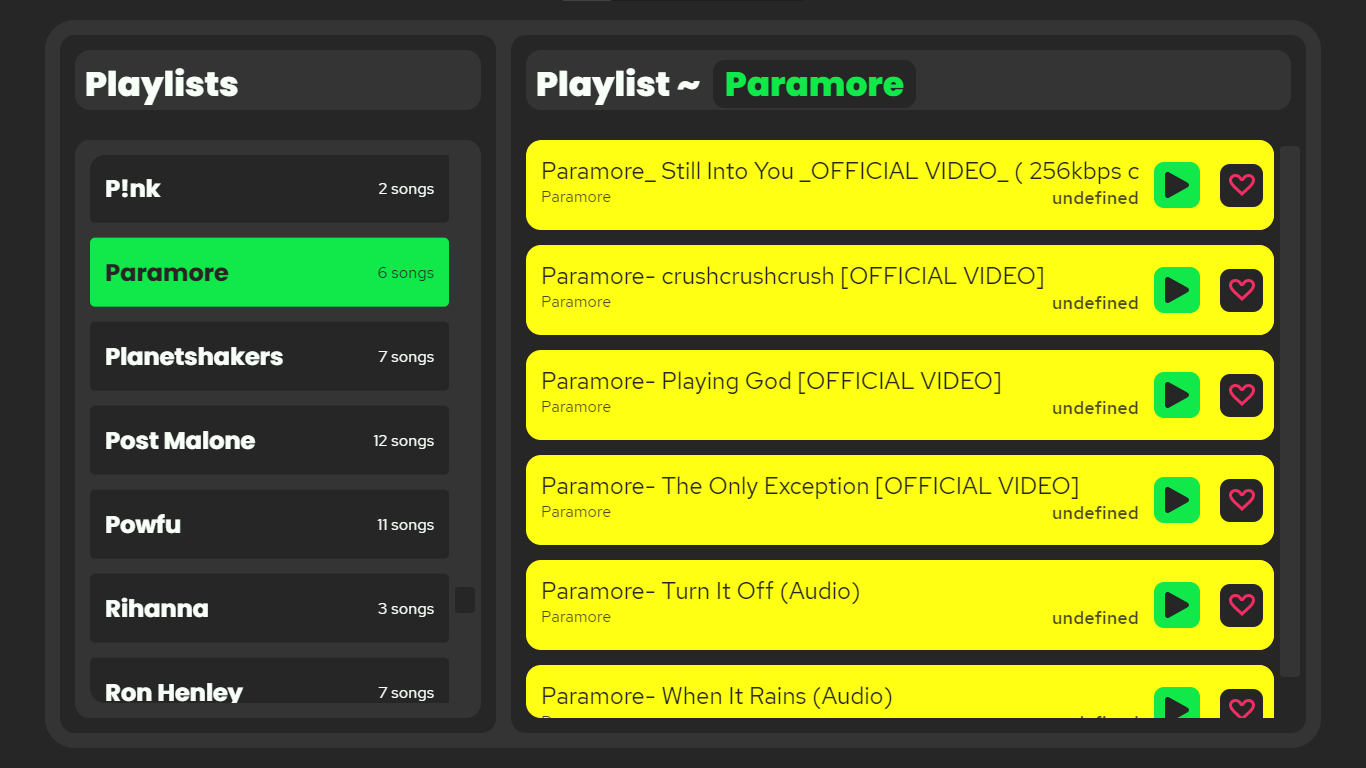 Playlists
P!nk 2 songs
Paramore 6 songs
Planetshakers 7 songs
Post Malone 12 songs
Powfu 11 songs
Rihanna 3 songs
Ron Henley 7 songs
Playlist ~ Paramore
Paramore_ Still Into You _OFFICIAL VIDEO_ ( 256kbps c
Paramore
undefined
Paramore- crushcrushcrush [OFFICIAL VIDEO]
Paramore
undefined
Paramore- Playing God [OFFICIAL VIDEO]
Paramore
undefined
Paramore- The Only Exception [OFFICIAL VIDEO]
Paramore
undefined
Paramore- Turn It Off (Audio)
Paramore
undefined
Paramore- When It Rains (Audio)